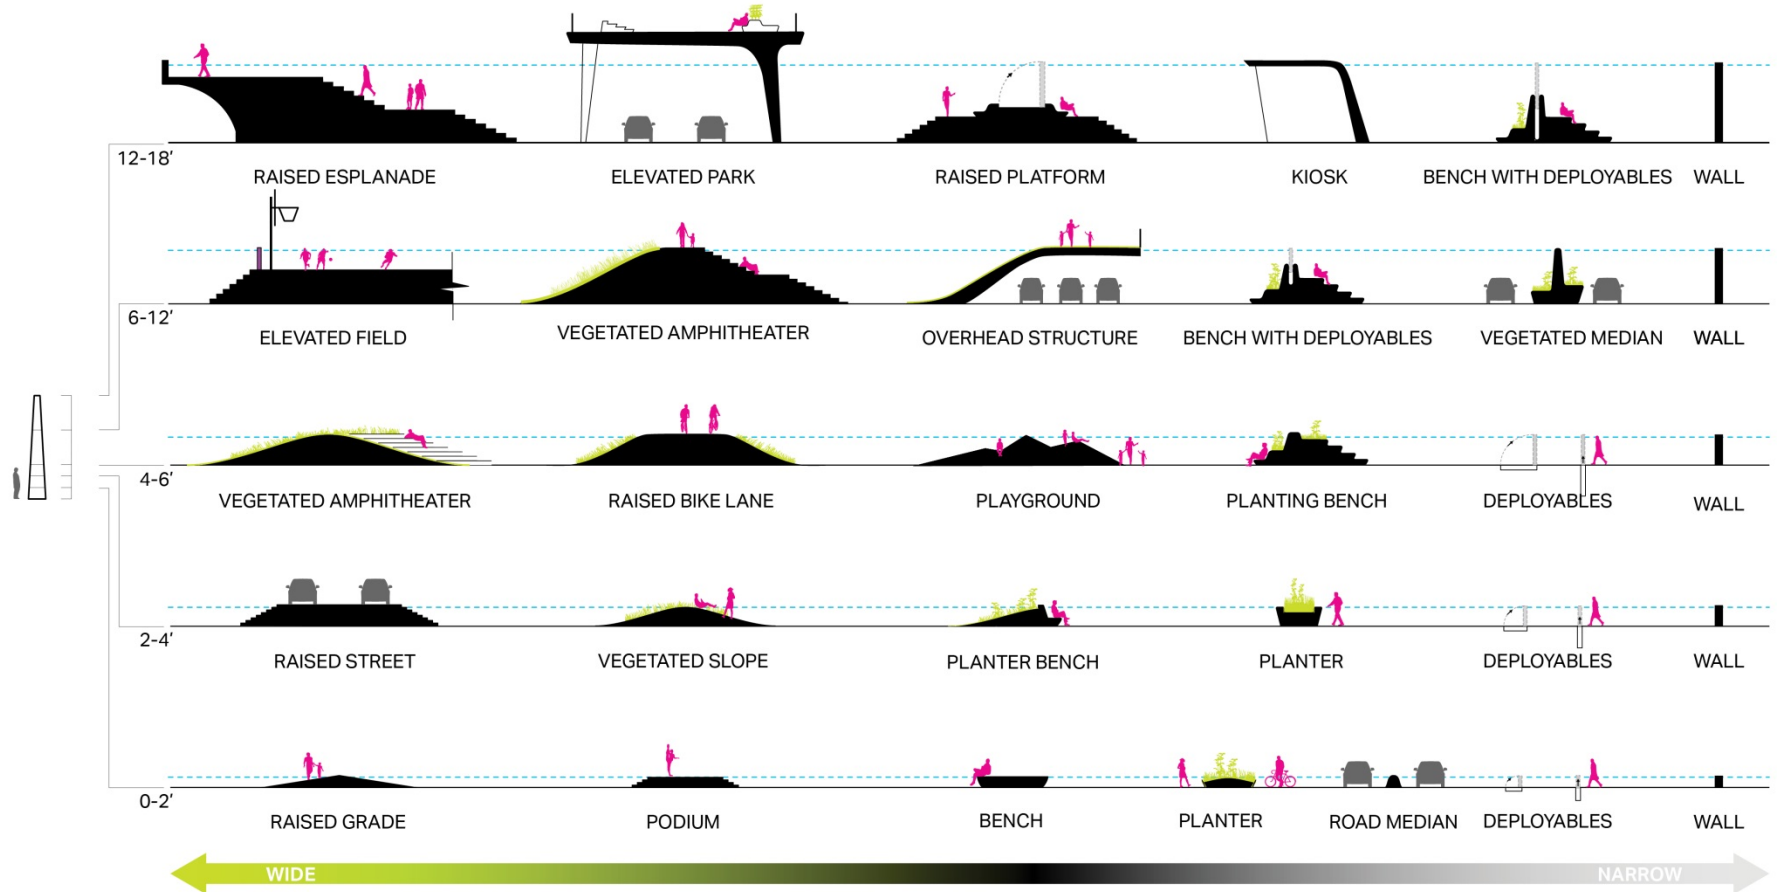 12-18'
RAISED ESPLANADE
ELEVATED PARK
RAISED PLATFORM
KIOSK
BENCH WITH DEPLOYABLES
WALL
6-12'
ELEVATED FIELD
VEGETATED AMPHITHEATER
OVERHEAD STRUCTURE
BENCH WITH DEPLOYABLES
VEGETATED MEDIAN
WALL
4-6'
VEGETATED AMPHITHEATER
RAISED BIKE LANE
PLAYGROUND
PLANTING BENCH
DEPLOYABLES
WALL
2-4'
RAISED STREET
VEGETATED SLOPE
PLANTER BENCH
PLANTER
DEPLOYABLES
WALL
0-2'
RAISED GRADE
PODIUM
BENCH
PLANTER
ROAD MEDIAN
DEPLOYABLES
WALL
WIDE
NARROW